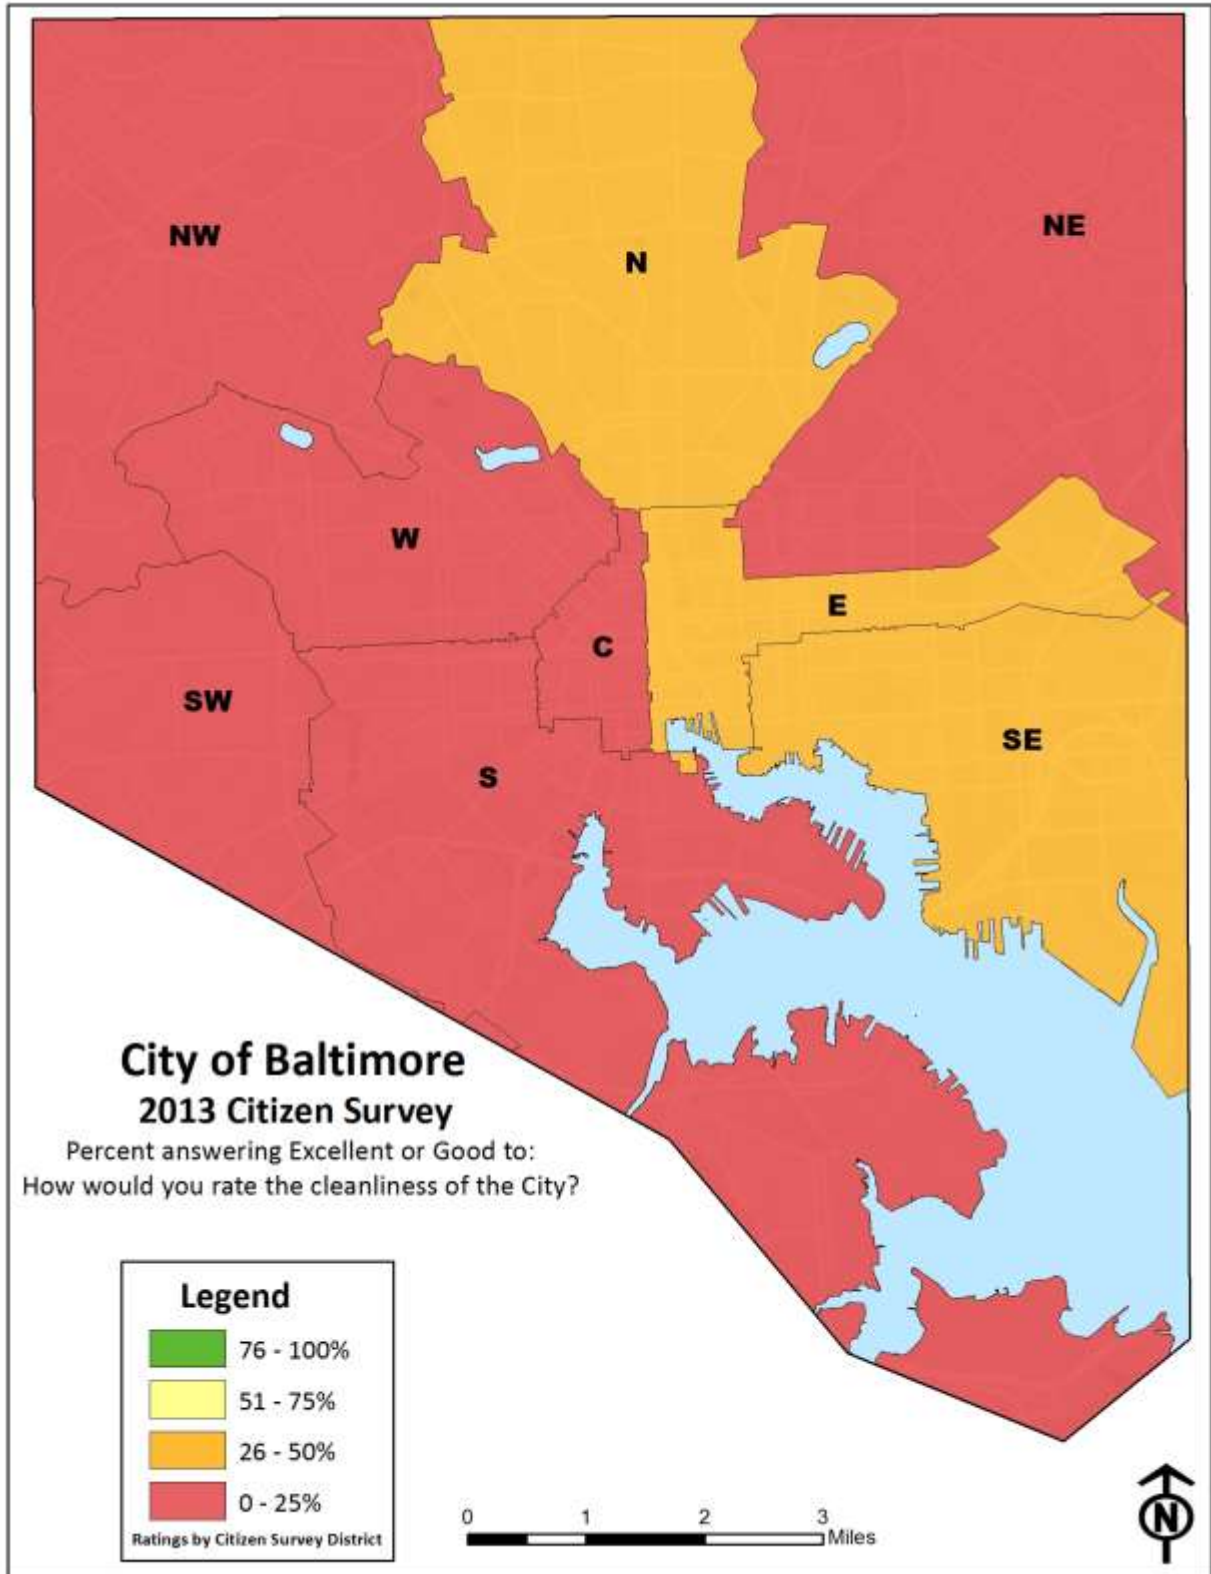 NW
N
NE
W
E
C
SW
SE
S
City of Baltimore
2013 Citizen Survey
Percent answering Excellent or Good to:
How would you rate the cleanliness of the City?
Legend
76 - 100%
51 - 75%
26 - 50%
0 - 25%
Ratings by Citizen Survey District
0 1 2 3
Miles
N